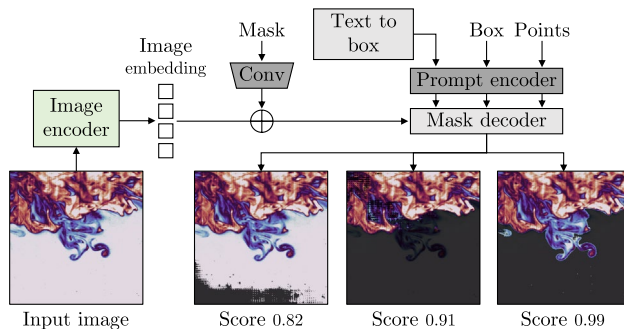 Mask
Text to
box
Box
Points
Image
embedding
Conv
Prompt encoder
Image
encoder
Mask decoder
Input image
Score 0.82
Score 0.91
Score 0.99